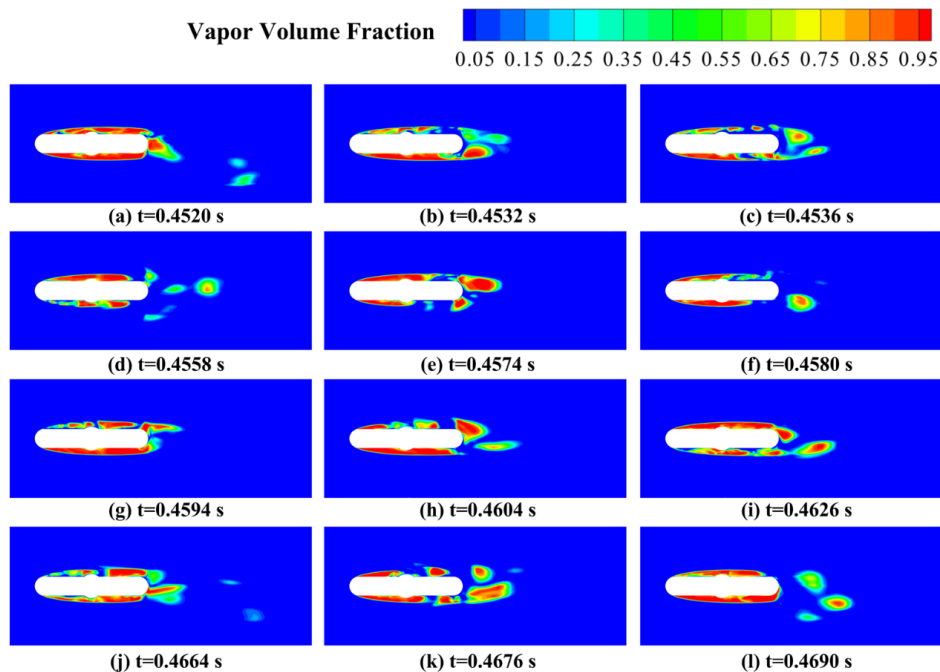 Vapor Volume Fraction
0.05 0.15 0.25 0.35 0.45 0.55 0.65 0.75 0.85 0.95
(a) t=0.4520 s (b) t=0.4532 s (c) t=0.4536 s
(d) t=0.4558 s (e) t=0.4574 s (f) t=0.4580 s
(g) t=0.4594 s (h) t=0.4604 s (i) t=0.4626 s
(j) t=0.4664 s (k) t=0.4676 s (l) t=0.4690 s